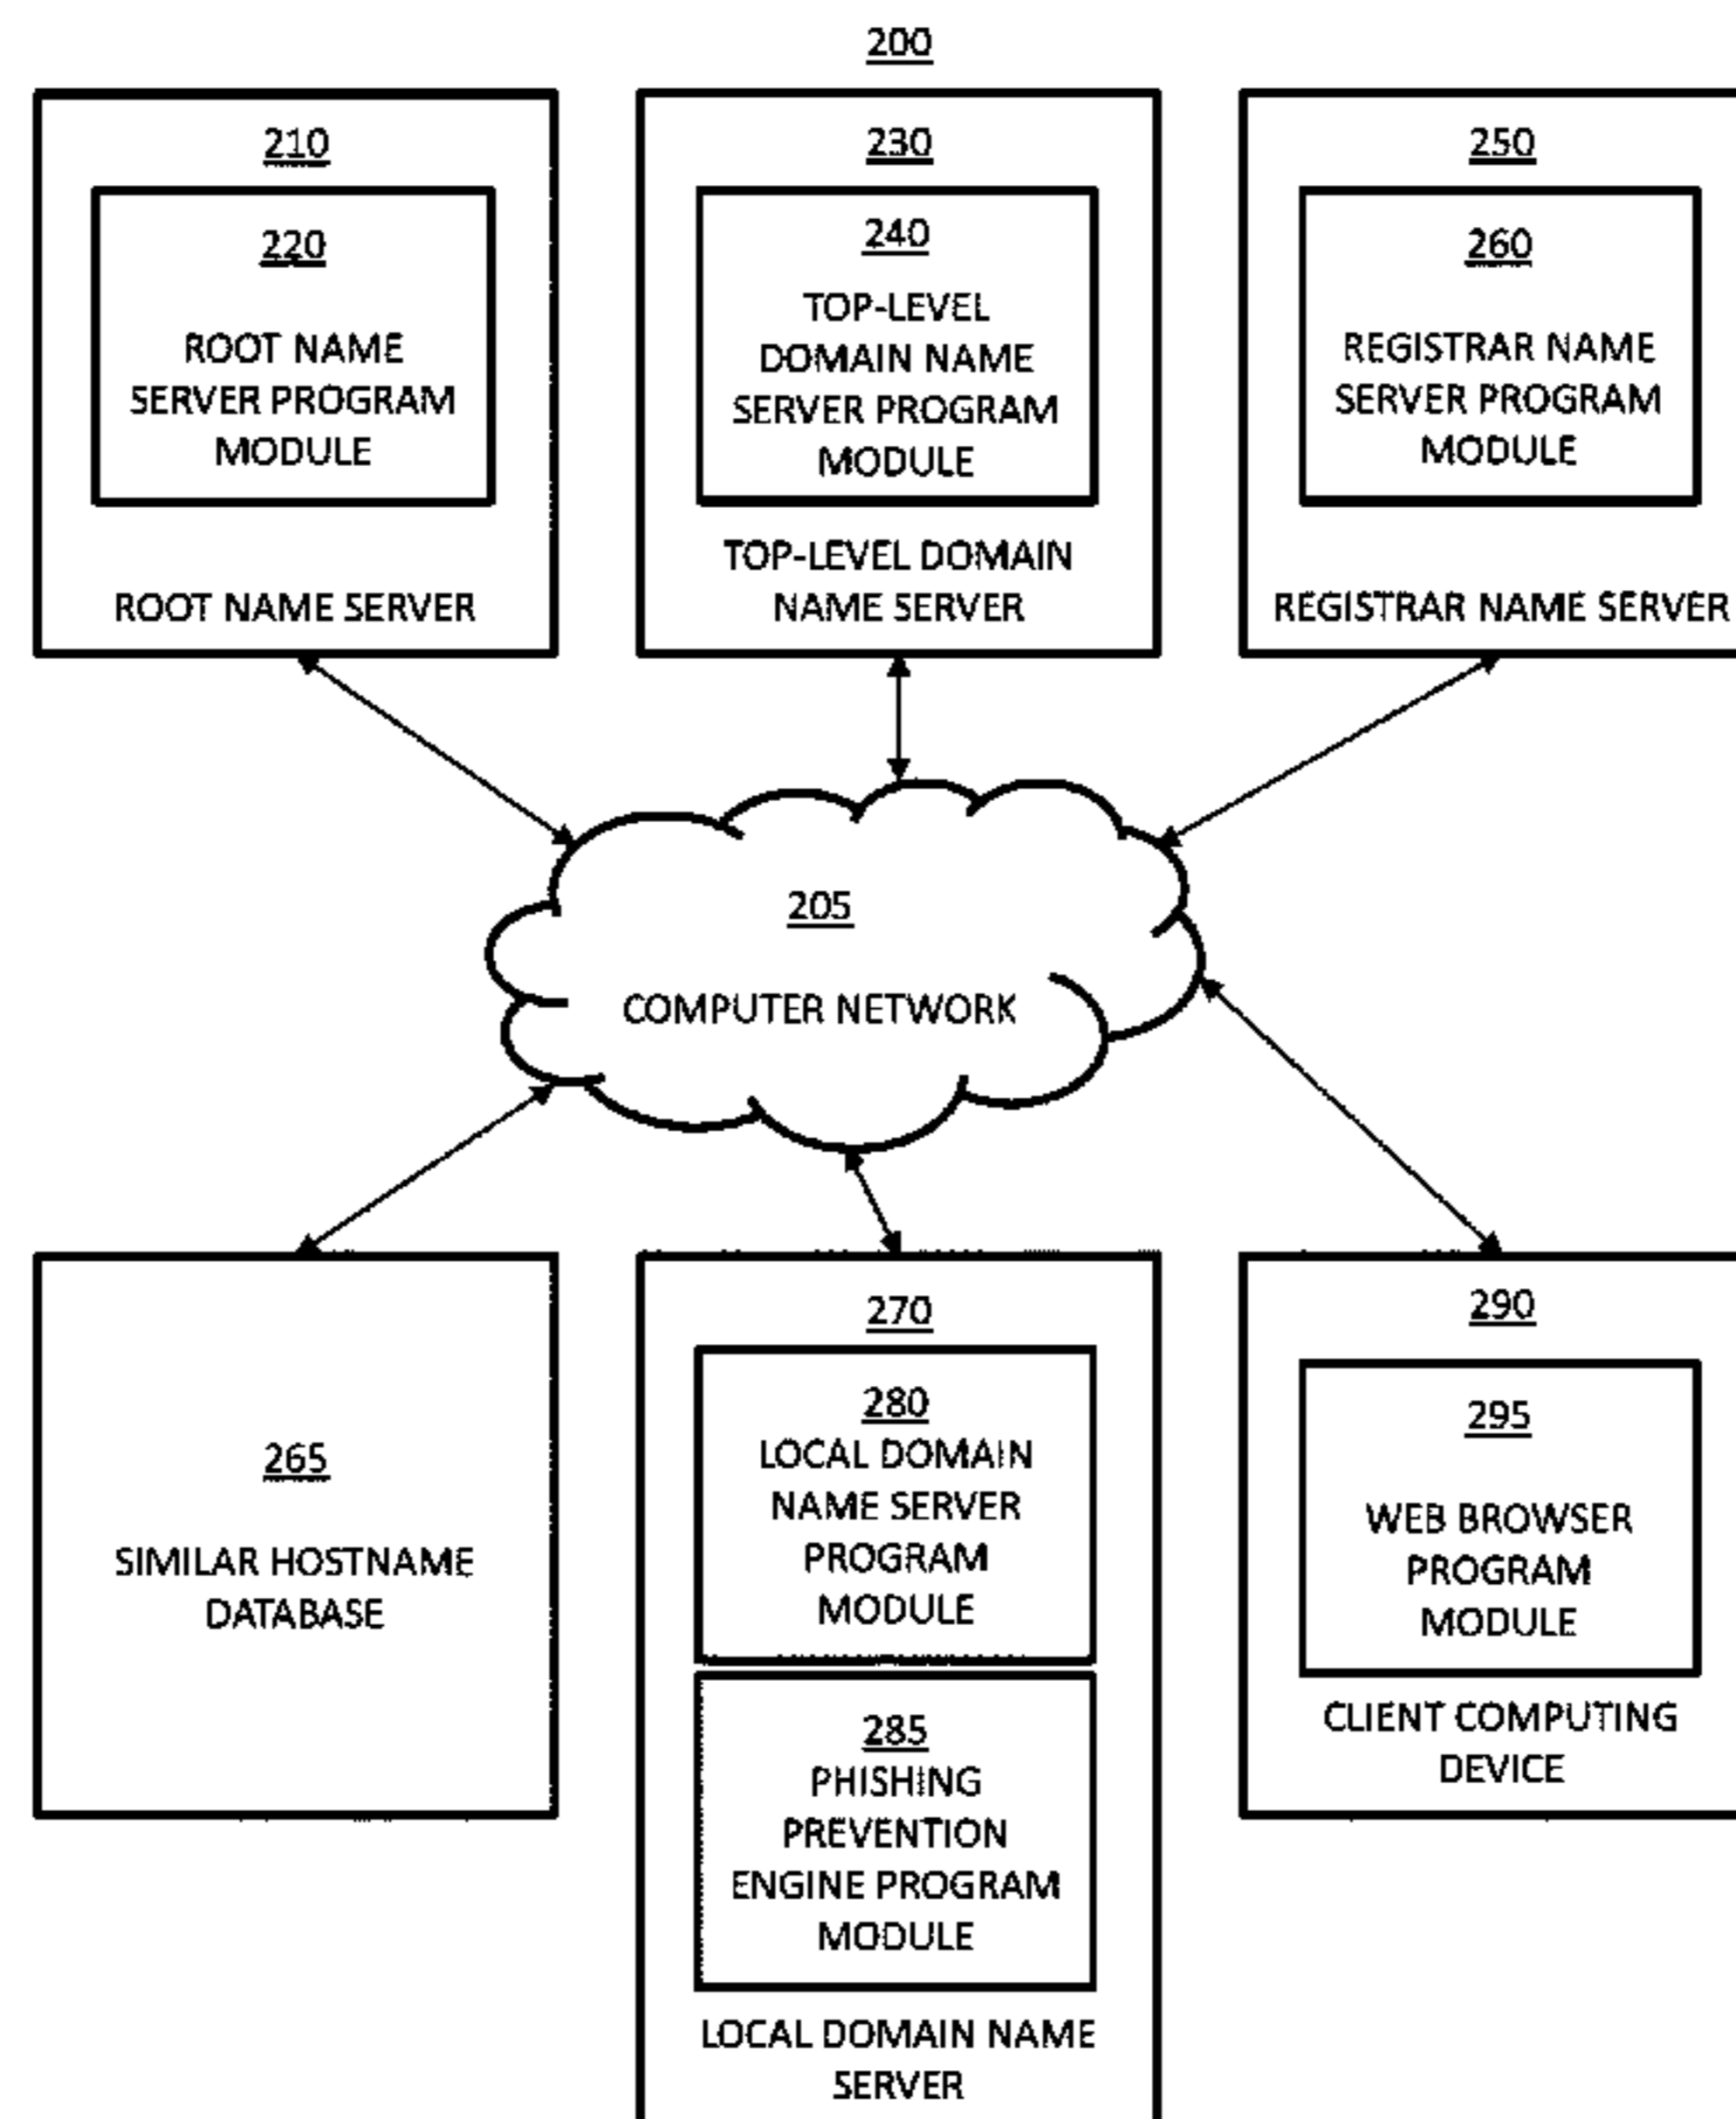 200
210
220
ROOT NAME
SERVER PROGRAM
MODULE
ROOT NAME SERVER
230
240
TOP-LEVEL
DOMAIN NAME
SERVER PROGRAM
MODULE
TOP-LEVEL DOMAIN
NAME SERVER
250
260
REGISTRAR NAME
SERVER PROGRAM
MODULE
REGISTRAR NAME SERVER
205
COMPUTER NETWORK
265
SIMILAR HOSTNAME
DATABASE
270
280
LOCAL DOMAIN
NAME SERVER
PROGRAM
MODULE
285
PHISHING
PREVENTION
ENGINE PROGRAM
MODULE
LOCAL DOMAIN NAME
SERVER
290
295
WEB BROWSER
PROGRAM
MODULE
CLIENT COMPUTING
DEVICE